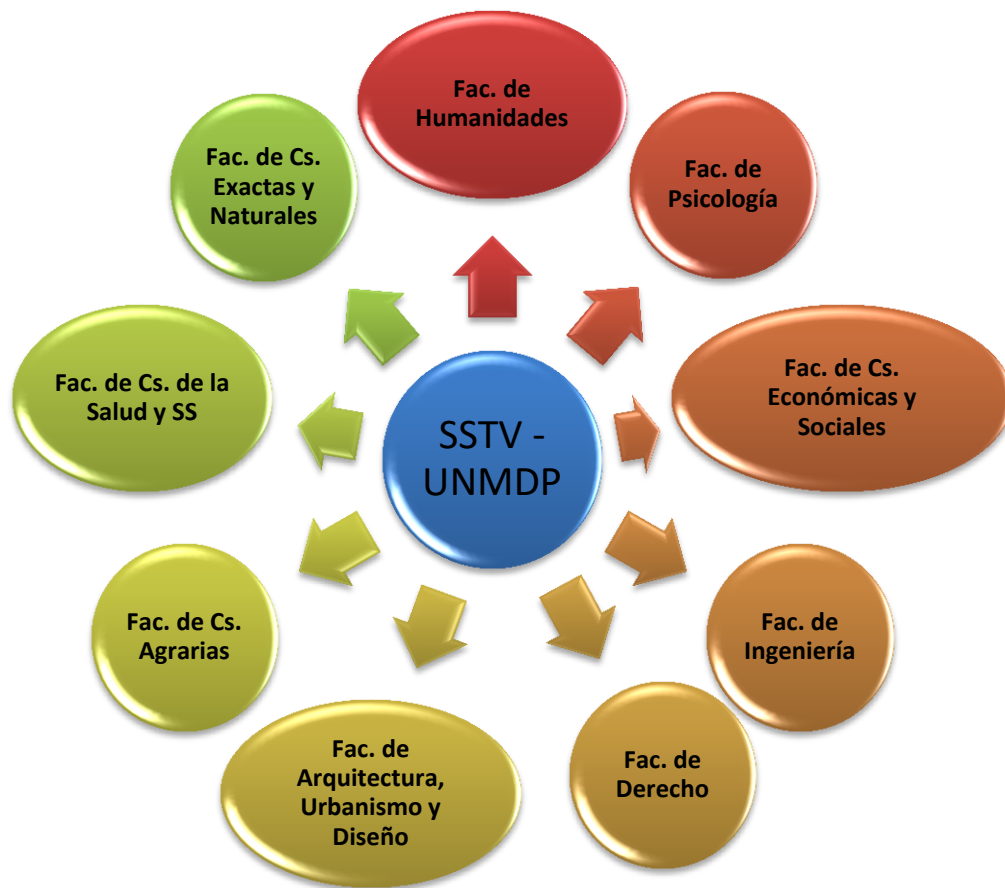 Fac. de
Humanidades
Fac. de
Psicología
Fac. de Cs.
Económicas y
Sociales
Fac. de
Ingeniería
Fac. de
Derecho
Fac. de
Arquitectura,
Urbanismo y
Diseño
Fac. de Cs.
Agrarias
Fac. de Cs. de la
Salud y SS
Fac. de Cs.
Exactas y
Naturales
SSTV -
UNMDP